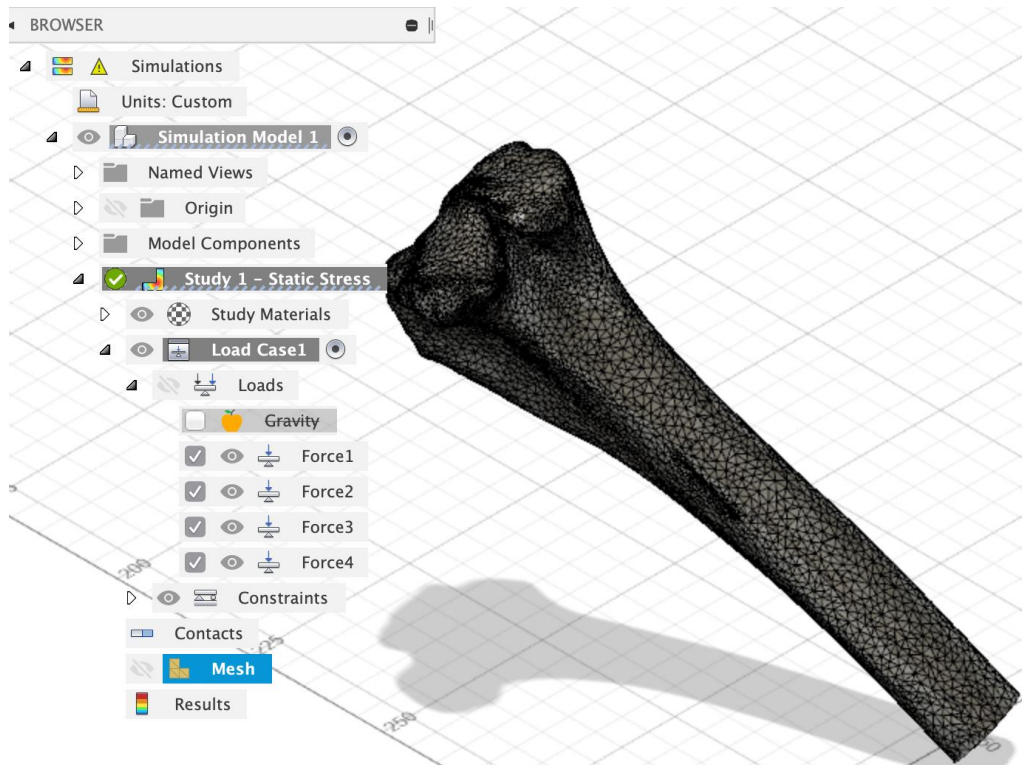 BROWSER
Simulations
Units: Custom
Simulation Model 1
Named Views
Origin
Model Components
Study 1 - Static Stress
Study Materials
Load Case1
Loads
Gravity
Force1
Force2
Force3
Force4
200
Constraints
Contacts
225
Mesh
Results
250